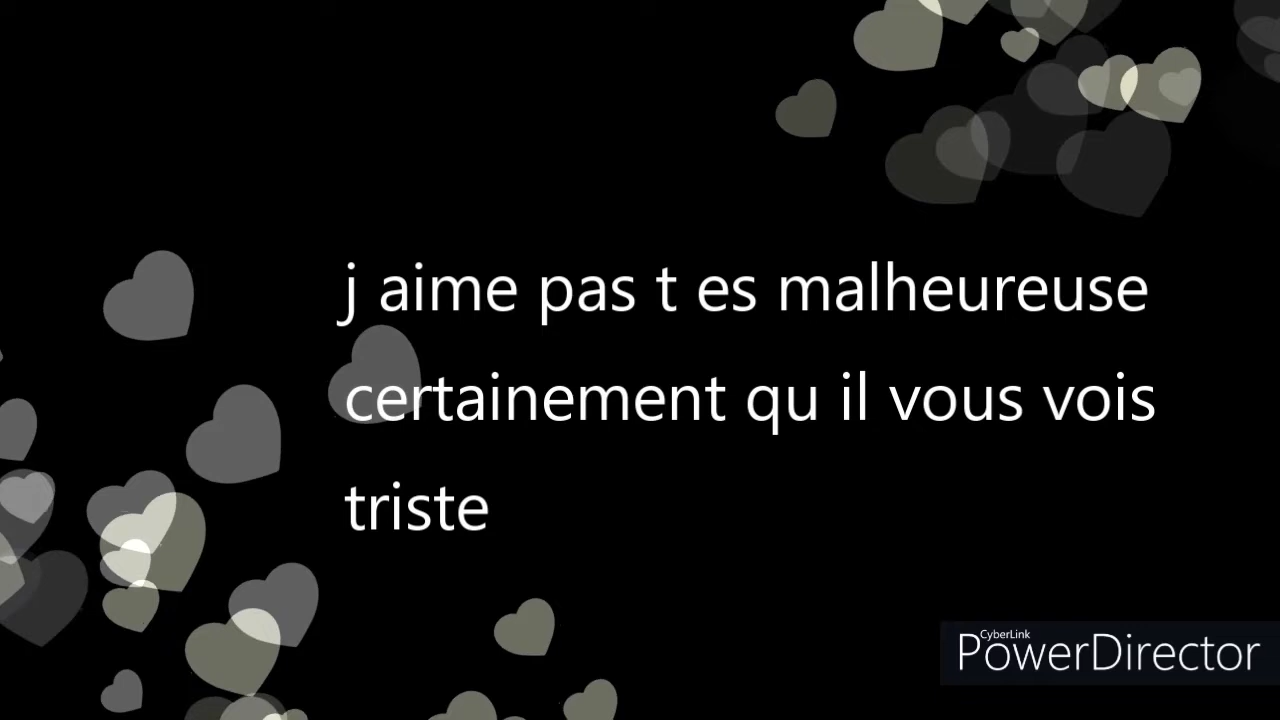 j aime pas t es malheureuse
certainement qu il vous vois
triste
CyberLink
PowerDirector